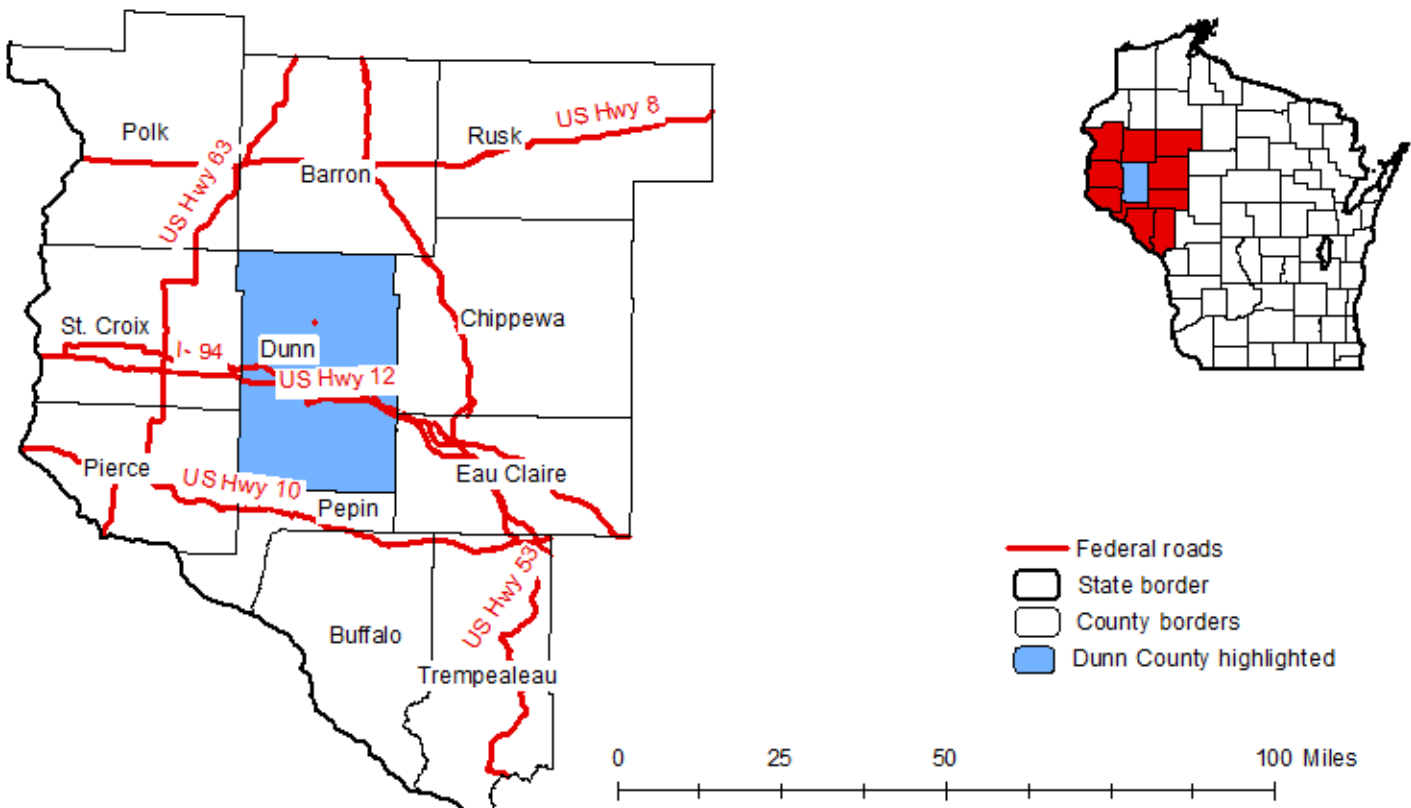 US Hwy 8
Polk
Rusk
US Hwy 63
Barron
St. Croix
I- 94
Dunn
Chippewa
US Hwy 12
Pierce
US Hwy 10
Eau Claire
Pepin
US Hwy 53
Buffalo
Trempealeau
Federal roads
State border
County borders
Dunn County highlighted
0 25 50 100 Miles